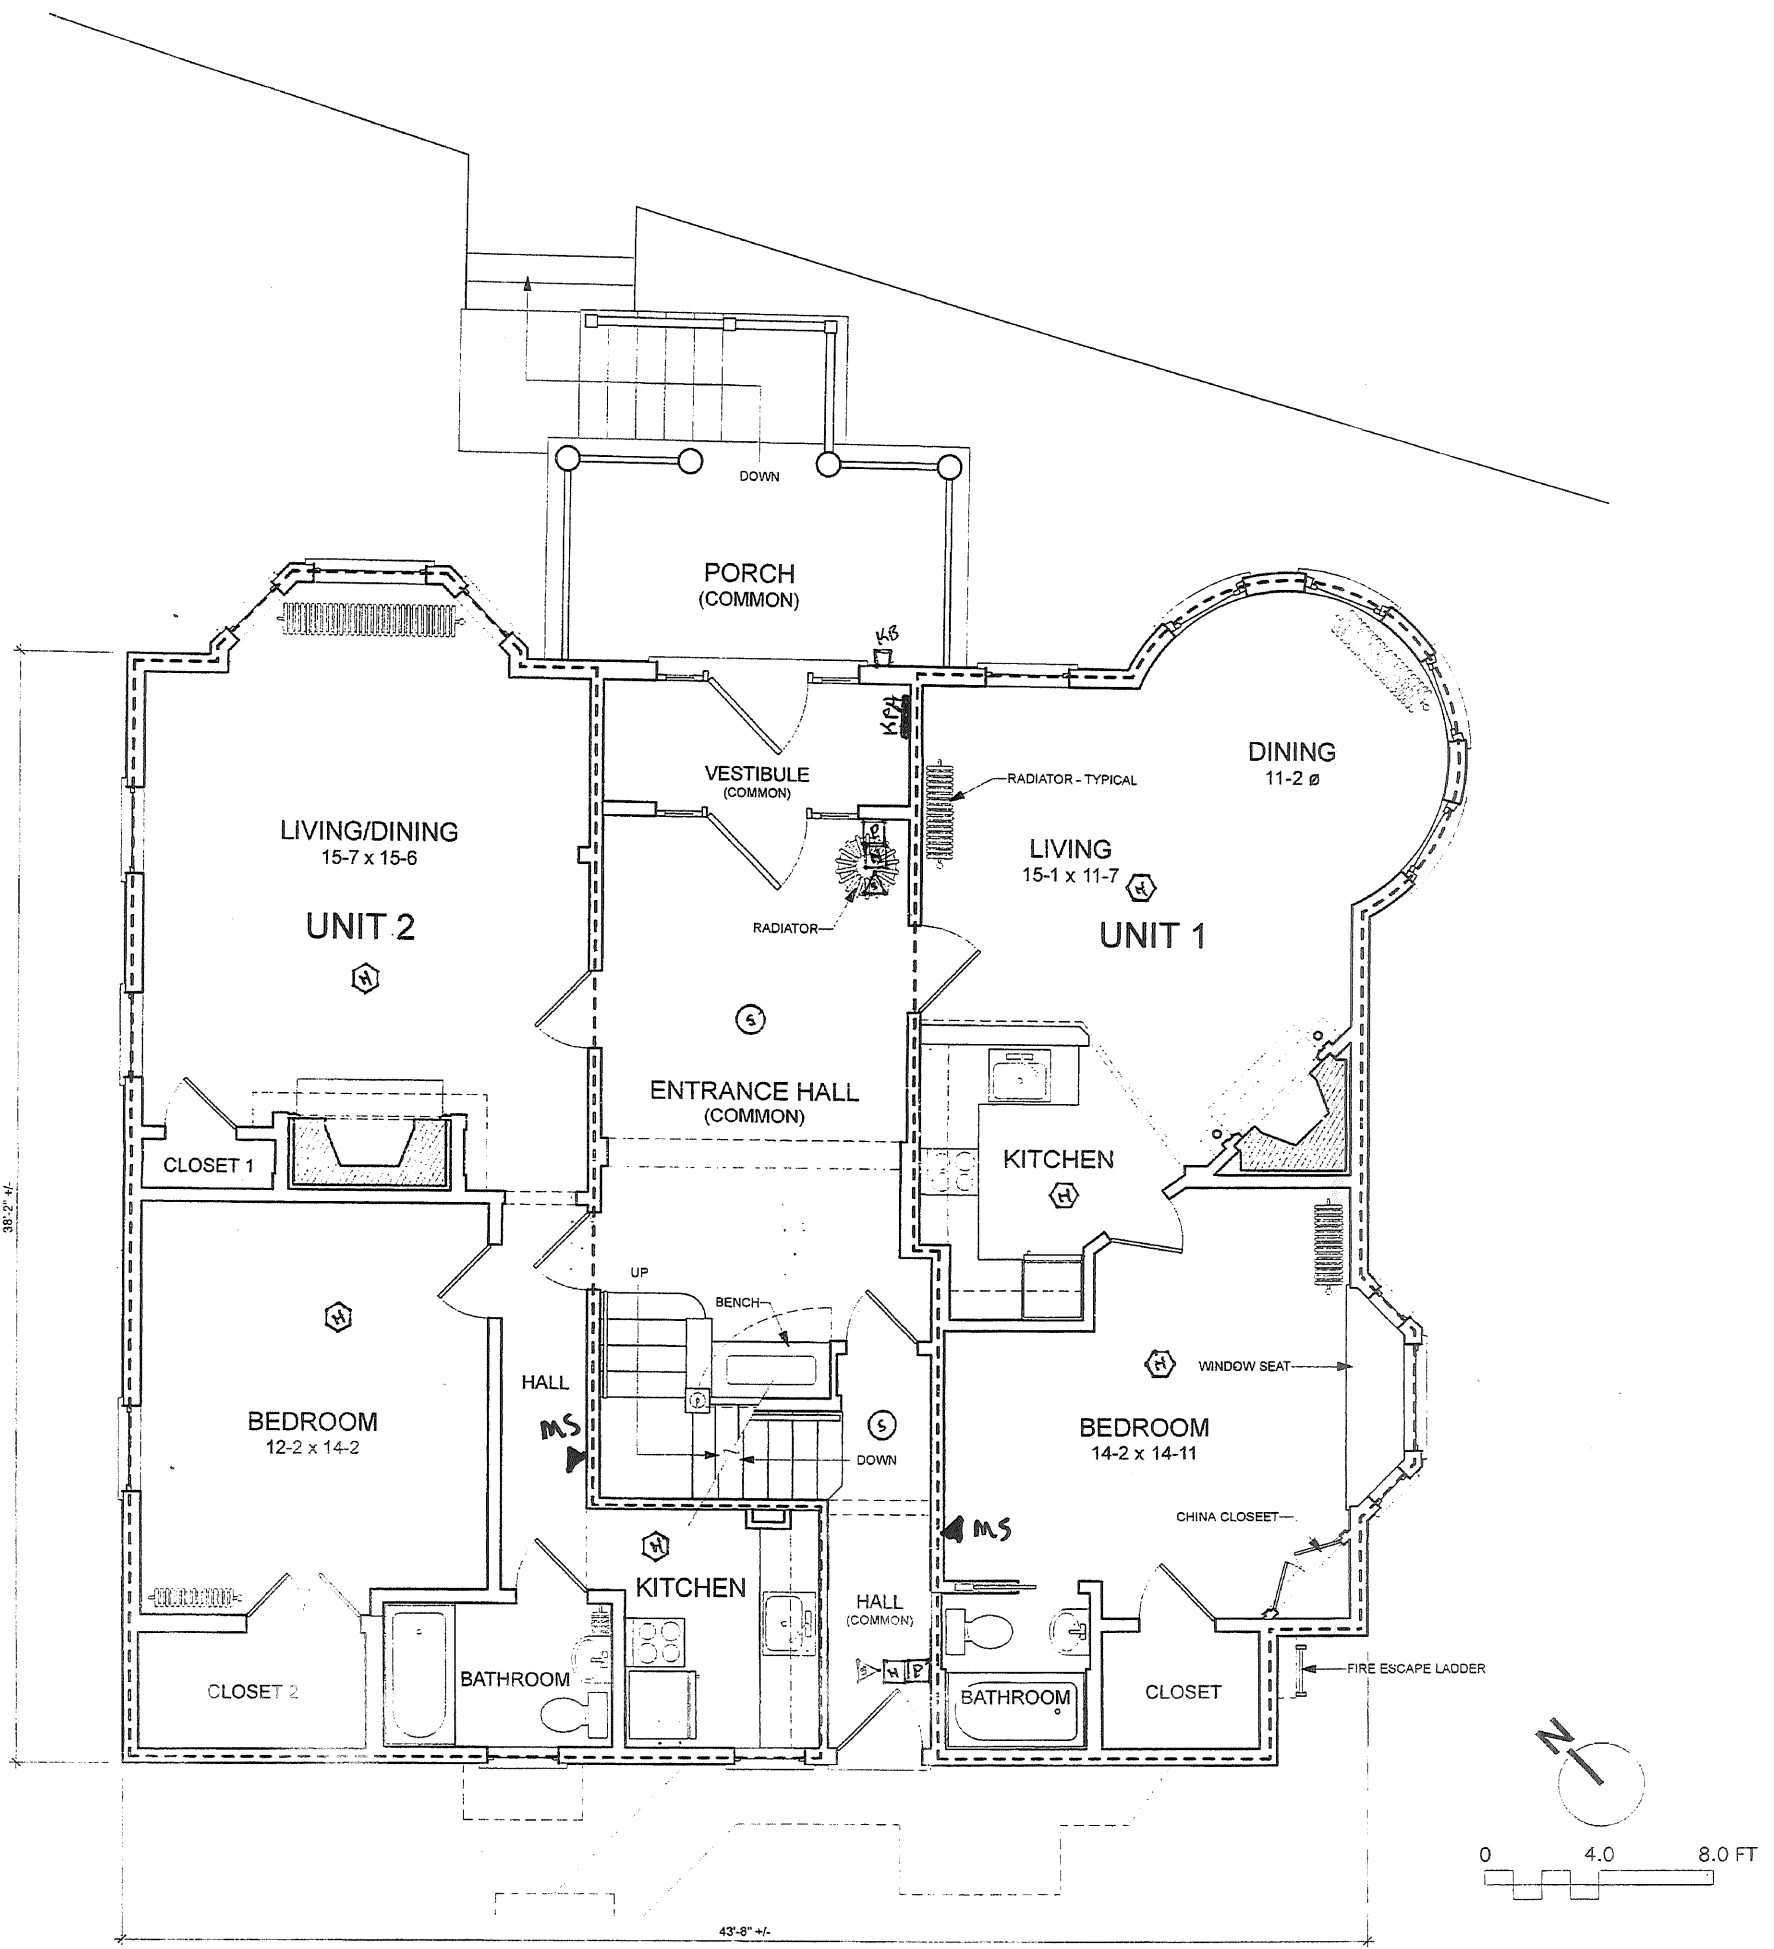 DOWN
PORCH
(COMMON)
KB
KPA
VESTIBULE
(COMMON)
DINING
11-2 ø
RADIATOR - TYPICAL
LIVING/DINING
15-7 x 15-6
LIVING
15-1 x 11-7
H
P
H
S
UNIT 2
RADIATOR
UNIT 1
H
S
ENTRANCE HALL
(COMMON)
CLOSET 1
KITCHEN
H
38'-2" +/-
UP
BENCH
H
H
WINDOW SEAT
HALL
BEDROOM
12-2 x 14-2
MS
S
BEDROOM
14-2 x 14-11
DOWN
CHINA CLOSEET
MS
H
KITCHEN
HALL
(COMMON)
S
H
P
CLOSET 2
BATHROOM
BATHROOM
CLOSET
FIRE ESCAPE LADDER
N
0 4.0 8.0 FT
43'-8" +/-